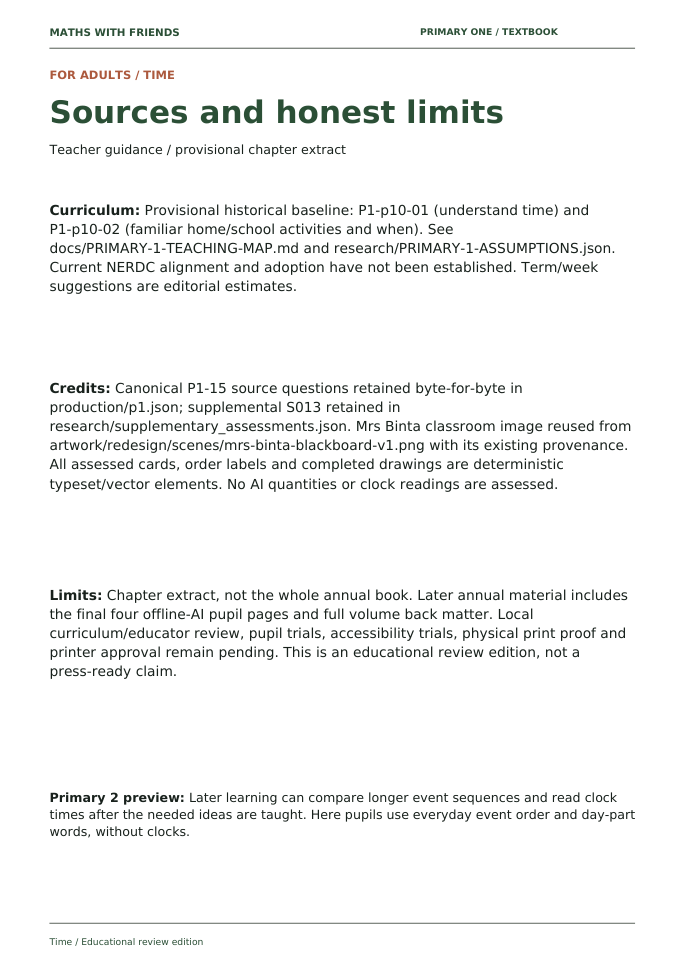 MATHS WITH FRIENDS
PRIMARY ONE / TEXTBOOK
FOR ADULTS / TIME
Sources and honest limits
Teacher guidance / provisional chapter extract
Curriculum: Provisional historical baseline: P1-p10-01 (understand time) and
P1-p10-02 (familiar home/school activities and when). See
docs/PRIMARY-1-TEACHING-MAP.md and research/PRIMARY-1-ASSUMPTIONS.json.
Current NERDC alignment and adoption have not been established. Term/week
suggestions are editorial estimates.
Credits: Canonical P1-15 source questions retained byte-for-byte in
production/p1.json; supplemental S013 retained in
research/supplementary_assessments.json. Mrs Binta classroom image reused from
artwork/redesign/scenes/mrs-binta-blackboard-v1.png with its existing provenance.
All assessed cards, order labels and completed drawings are deterministic
typeset/vector elements. No AI quantities or clock readings are assessed.
Limits: Chapter extract, not the whole annual book. Later annual material includes
the final four offline-AI pupil pages and full volume back matter. Local
curriculum/educator review, pupil trials, accessibility trials, physical print proof and
printer approval remain pending. This is an educational review edition, not a
press-ready claim.
Primary 2 preview: Later learning can compare longer event sequences and read clock
times after the needed ideas are taught. Here pupils use everyday event order and day-part
words, without clocks.
Time / Educational review edition